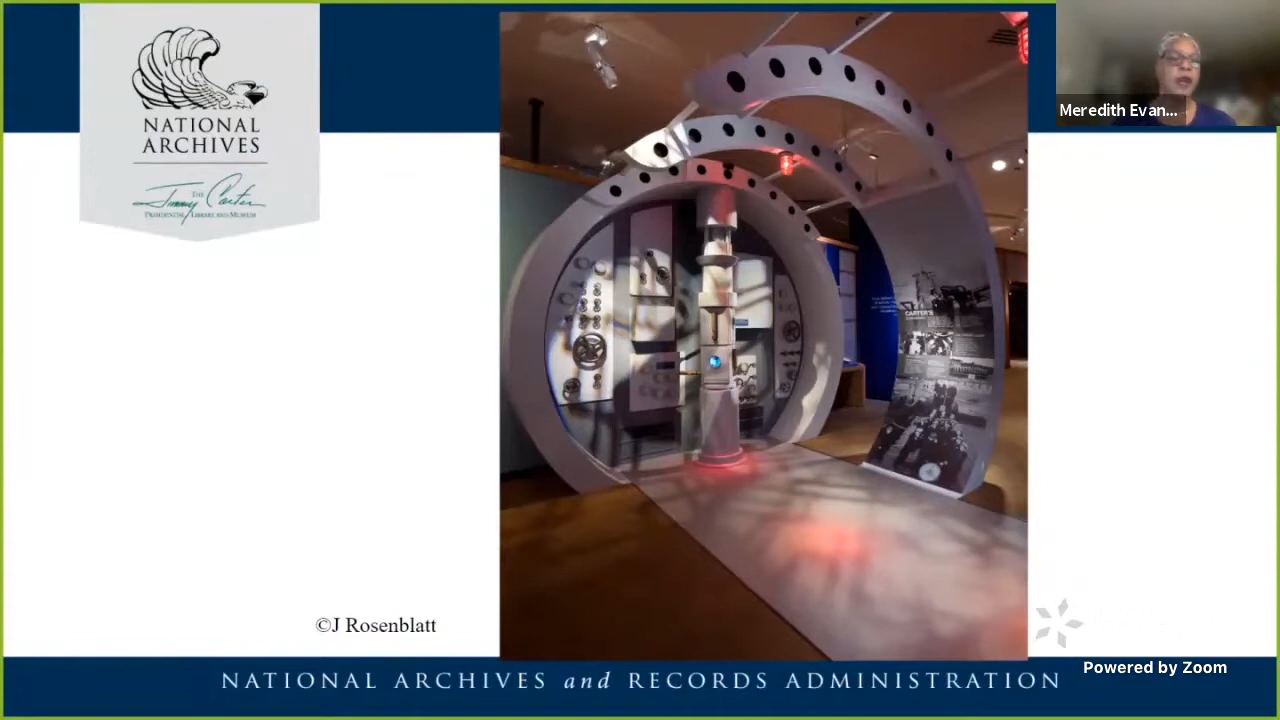 NATIONAL
ARCHIVES
THE
Jimmy Carter
PRESIDENTIAL LIBRARY AND MUSEUM
Meredith Evan...
CARTER'S
©J Rosenblatt
NATIONAL ARCHIVES and RECORDS ADMINISTRATION
Powered by Zoom